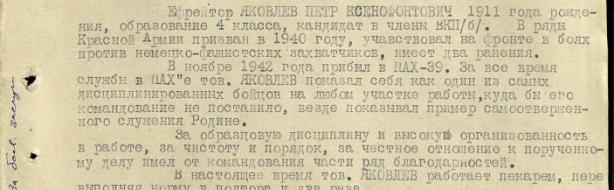 Ефрейтор ЯКОВЛЕВ ПЕТР КСЕНОФОНТОВИЧ 1911 года рожде-
ния, образование 4 класса, кандидат в члены ВКП/б/. В ряды
Красной Армии призван в 1940 году, участвовал на фронте в боях
против немецко-фашистских захватчиков, имеет два ранения.
В ноябре 1942 года прибыл в ПАХ-39. За все время
службы в ПАХ"е тов. ЯКОВЛЕВ показал себя как один из самых
дисциплинированных бойцов на любом участке работы,куда бы его
командование не поставило, везде показывал пример самоотвержен-
ного служения Родине.
За образцовую дисциплину и высокую организованность
в работе, за чистоту и порядок, за честное отношение к порученно-
му делу имел от командования части ряд благодарностей.
В настоящее время тов. ЯКОВЛЕВ работает пекарем, пере
выполняя норму в полтора и два раза.
За боев. заслуги